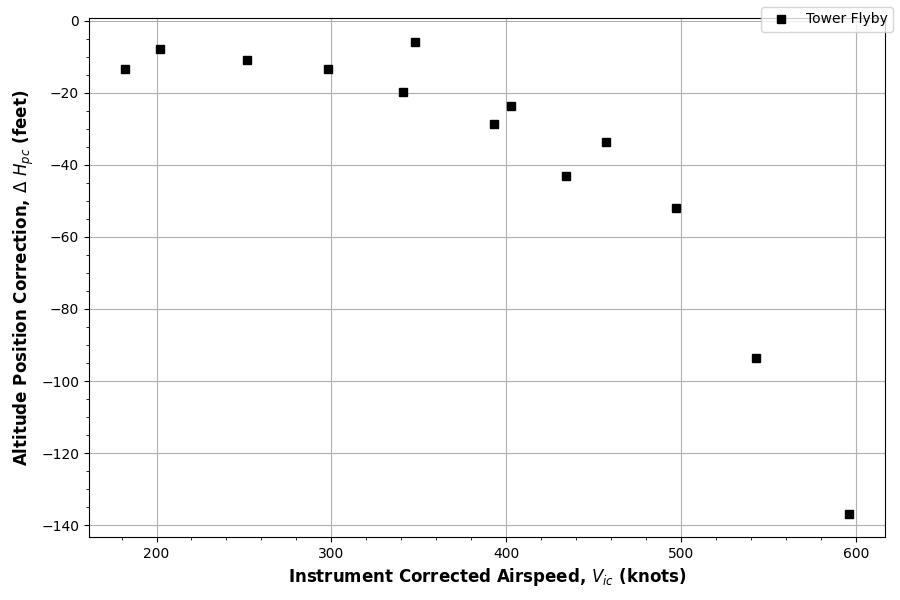 Tower Flyby
0
−20
−40
−60
−80
−100
−120
−140
Altitude Position Correction, Δ H_pc (feet)
200 300 400 500 600
Instrument Corrected Airspeed, V_ic (knots)